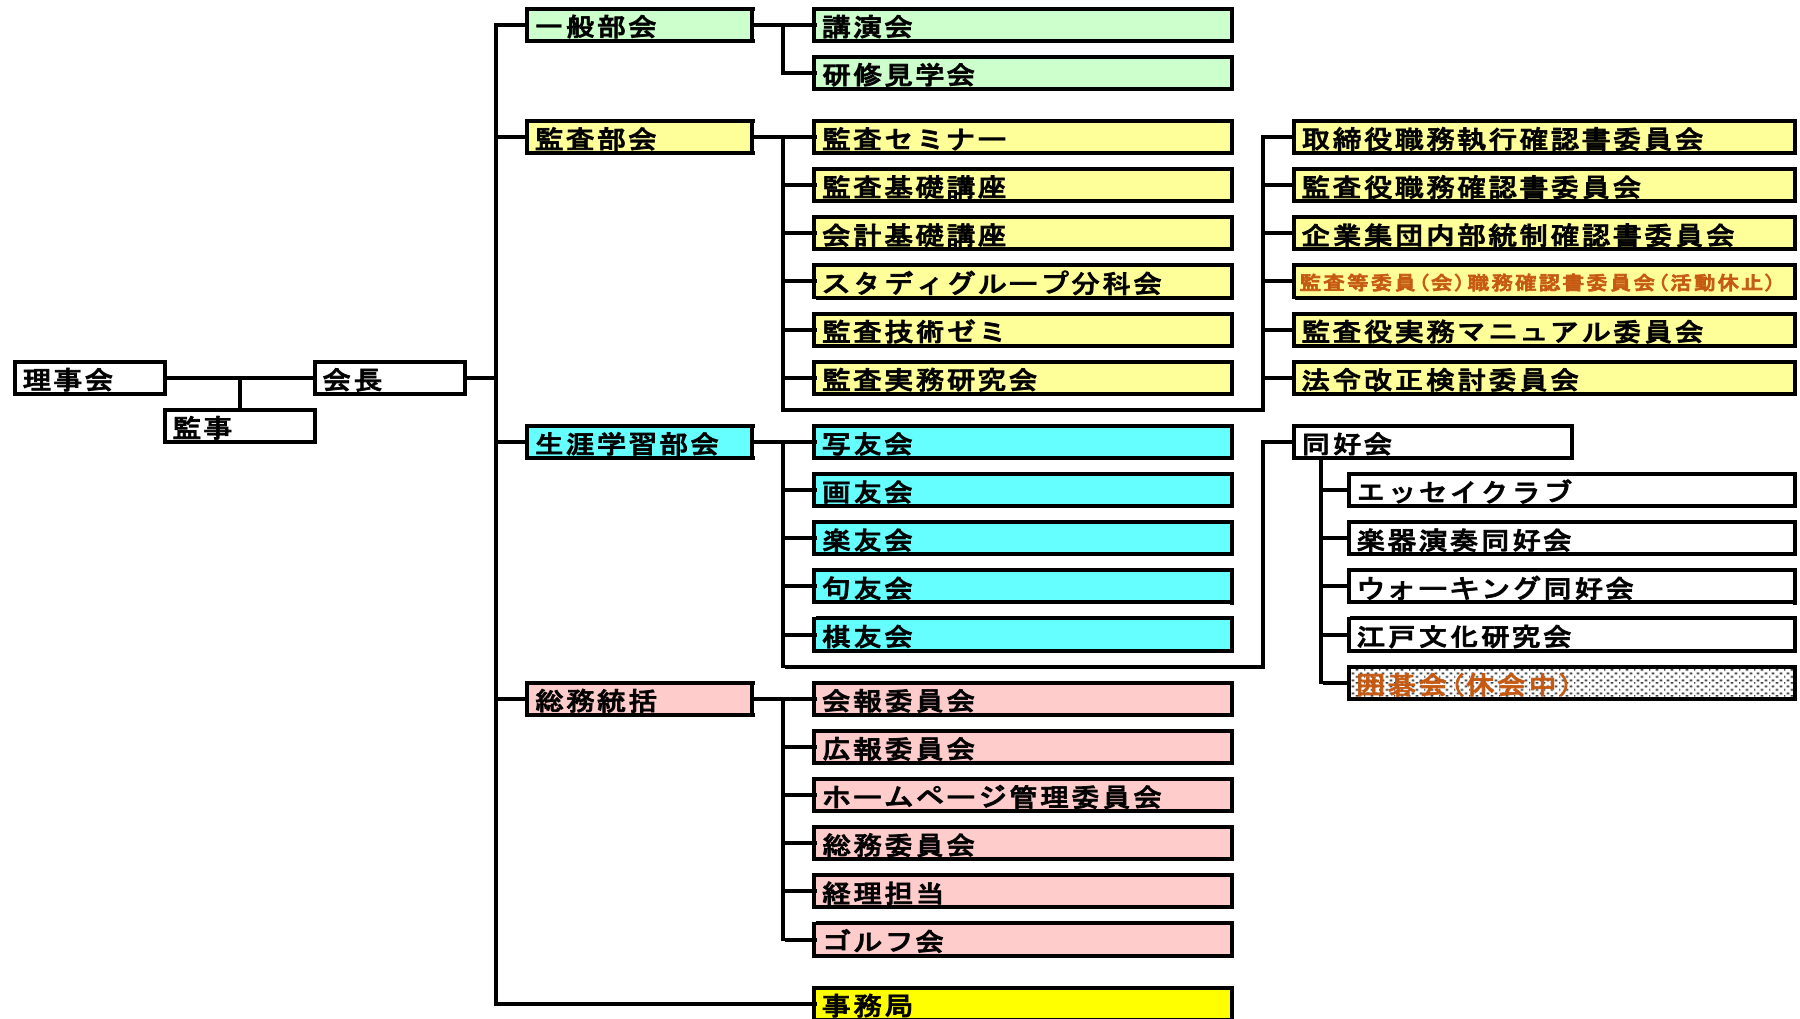 理事会
監事
会長
一般部会
講演会
研修見学会
監査部会
監査セミナー
監査基礎講座
会計基礎講座
スタディグループ分科会
監査技術ゼミ
監査実務研究会
取締役職務執行確認書委員会
監査役職務確認書委員会
企業集団内部統制確認書委員会
監査等委員(会)職務確認書委員会(活動休止)
監査役実務マニュアル委員会
法令改正検討委員会
生涯学習部会
写友会
画友会
楽友会
句友会
棋友会
同好会
エッセイクラブ
楽器演奏同好会
ウォーキング同好会
江戸文化研究会
囲碁会(休会中)
総務統括
会報委員会
広報委員会
ホームページ管理委員会
総務委員会
経理担当
ゴルフ会
事務局